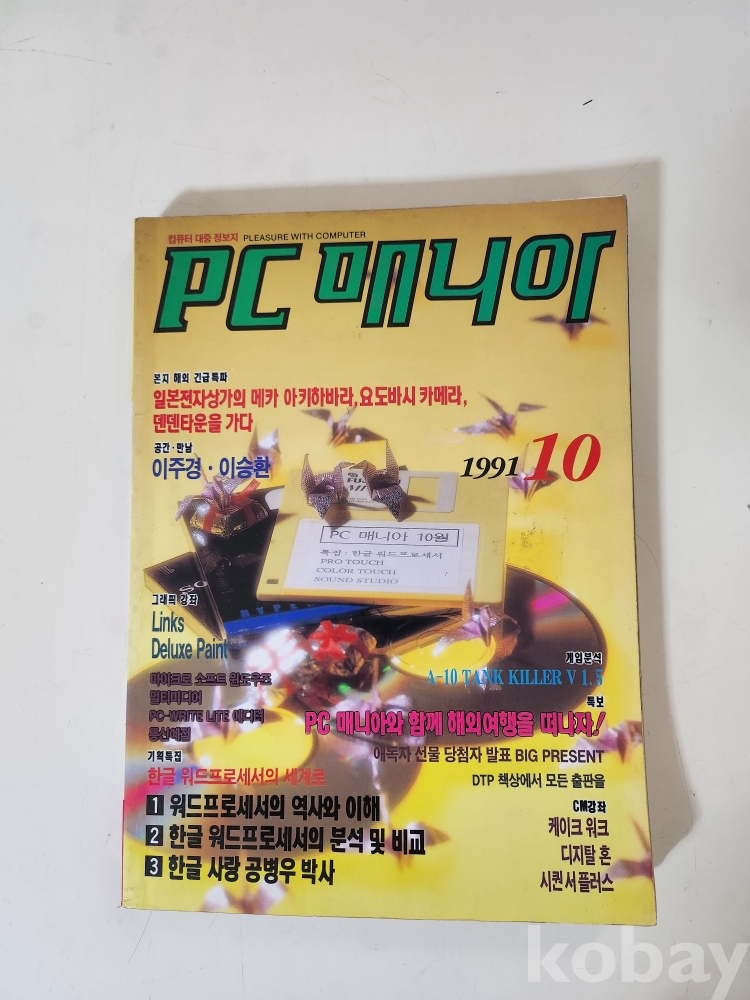 컴퓨터 대중 정보지 PLEASURE WITH COMPUTER
PC 매니아
본지 해외 긴급특파
일본전자상가의 메카 아키하바라, 요도바시 카메라,
덴덴타운을 가다
공간·만남
이주경·이승환
1991 10
PC 매니아 10월
특집 : 한글 워드프로세서
PRO TOUCH
COLOR TOUCH
SOUND STUDIO
그래픽 강좌
Links
Deluxe Paint
마이크로 소프트 윈도우즈
멀티미디어
PC-WRITE LITE 에디터
통신예절
게임분석
A-10 TANK KILLER V 1.5
특보
PC 매니아와 함께 해외여행을 떠나자!
애독자 선물 당첨자 발표 BIG PRESENT
DTP 책상에서 모든 출판을
기획특집
한글 워드프로세서의 세계로
1 워드프로세서의 역사와 이해
2 한글 워드프로세서의 분석 및 비교
3 한글 사랑 공병우 박사
CM강좌
케이크 워크
디지탈 혼
시퀀서 플러스
kobay